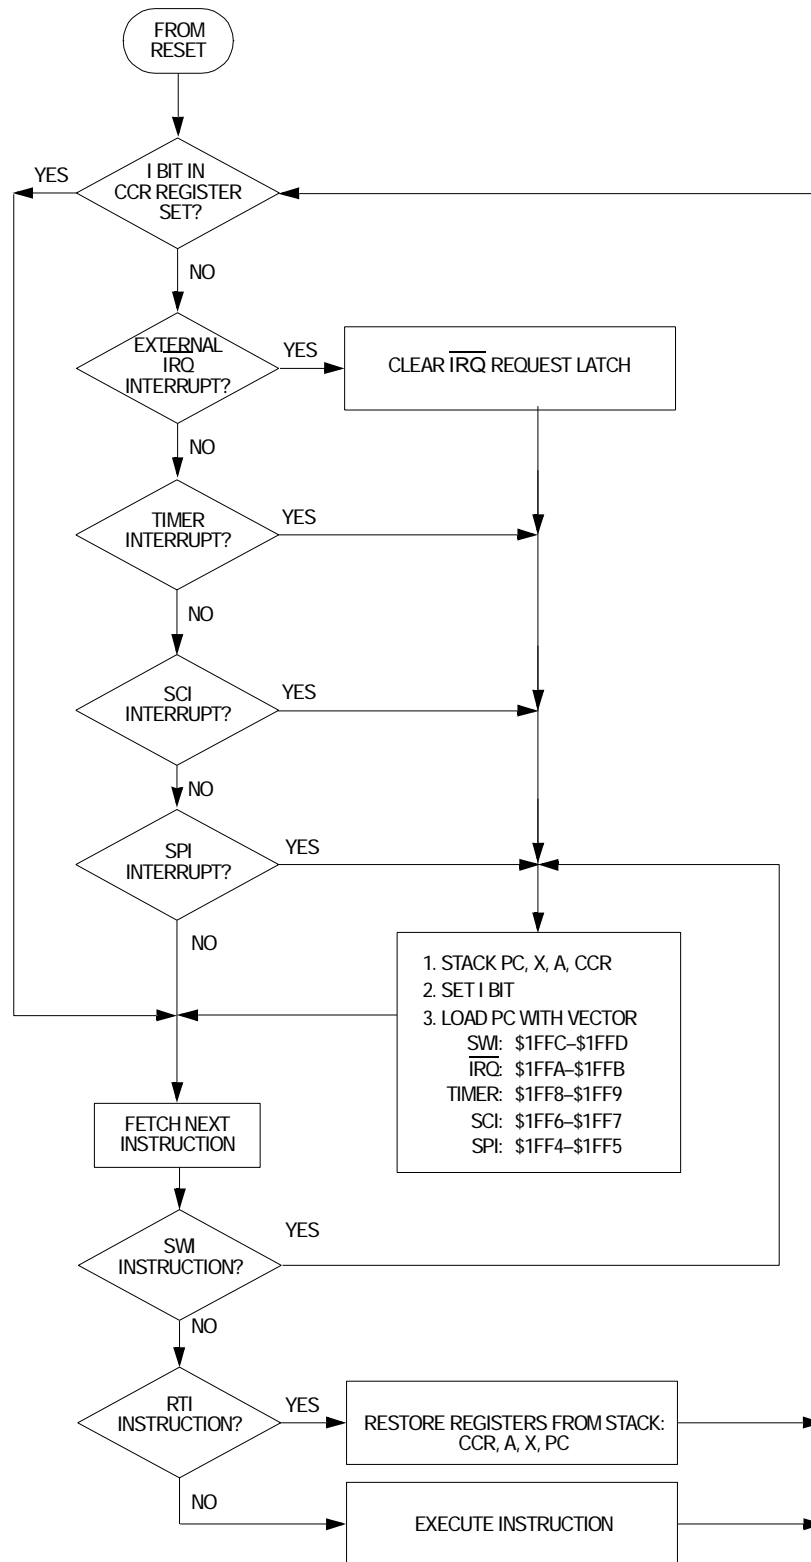 FROM
RESET
YES
I BIT IN
CCR REGISTER
SET?
NO
EXTERNAL
IRQ
INTERRUPT?
YES
CLEAR IRQ REQUEST LATCH
NO
TIMER
INTERRUPT?
YES
NO
SCI
INTERRUPT?
YES
NO
SPI
INTERRUPT?
YES
NO
1. STACK PC, X, A, CCR
2. SET I BIT
3. LOAD PC WITH VECTOR
SWI: $1FFC–$1FFD
IRQ: $1FFA–$1FFB
TIMER: $1FF8–$1FF9
SCI: $1FF6–$1FF7
SPI: $1FF4–$1FF5
FETCH NEXT
INSTRUCTION
SWI
INSTRUCTION?
YES
NO
RTI
INSTRUCTION?
YES
RESTORE REGISTERS FROM STACK:
CCR, A, X, PC
NO
EXECUTE INSTRUCTION